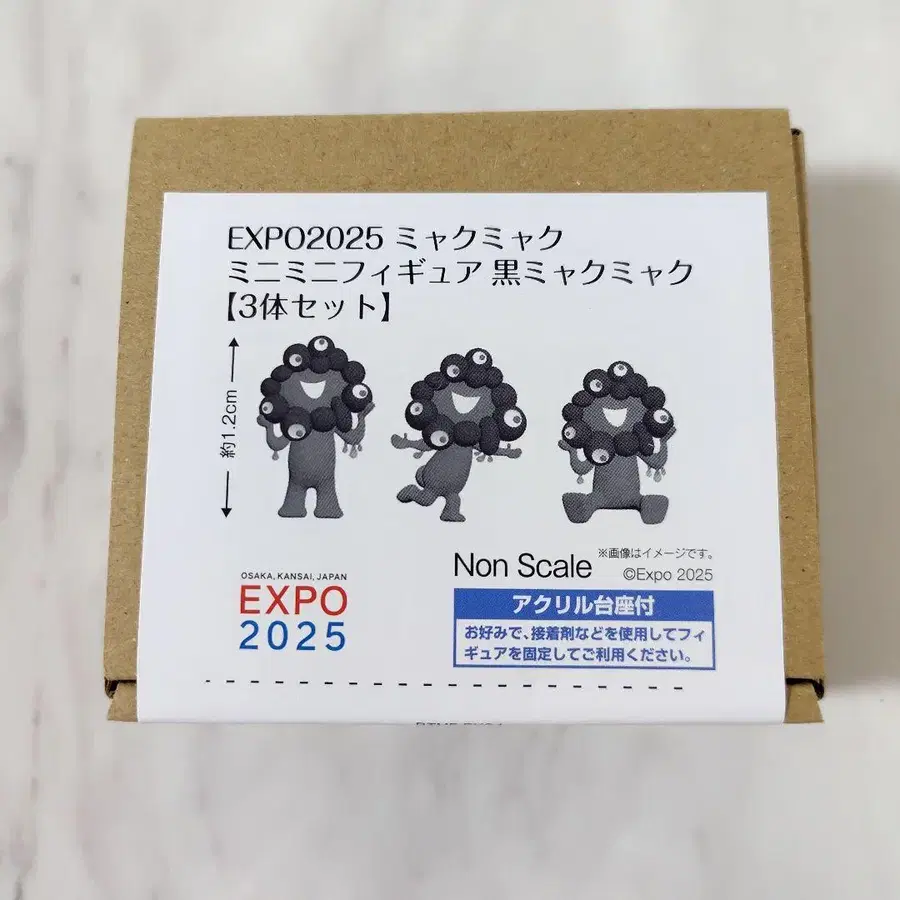 EXPO2025 ミャクミャク
ミニミニフィギュア 黒ミャクミャク
【3体セット】
約1.2cm
Non Scale
※画像はイメージです。
©Expo 2025
OSAKA, KANSAI, JAPAN
EXPO
2025
アクリル台座付
お好みで、接着剤などを使用してフィ
ギュアを固定してご利用ください。